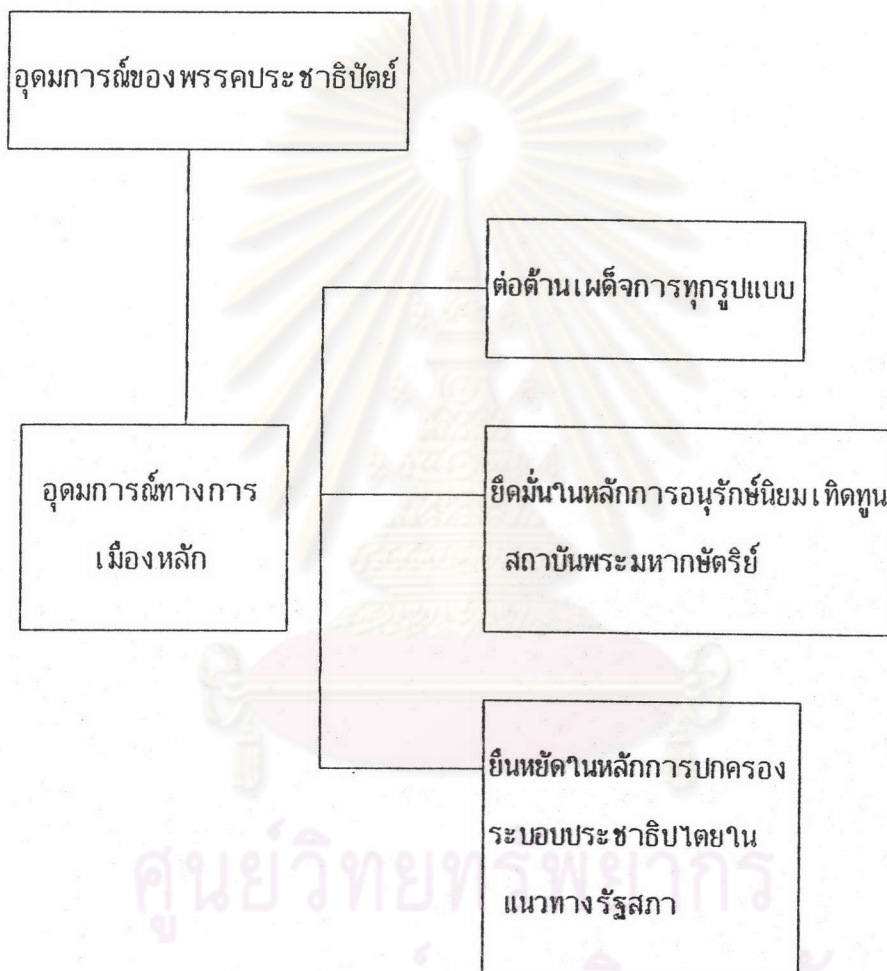 อุดมการณ์ของพรรคประชาธิปัตย์
ต่อต้านเผด็จการทุกรูปแบบ
อุดมการณ์ทางการ
เมืองหลัก
ยึดมั่นในหลักการอนุรักษ์นิยมเทิดทูน
สถาบันพระมหากษัตริย์
ยืนหยัดในหลักการปกครอง
ระบอบประชาธิปไตยใน
แนวทางรัฐสภา
ศูนย์วิทยทรัพยากร